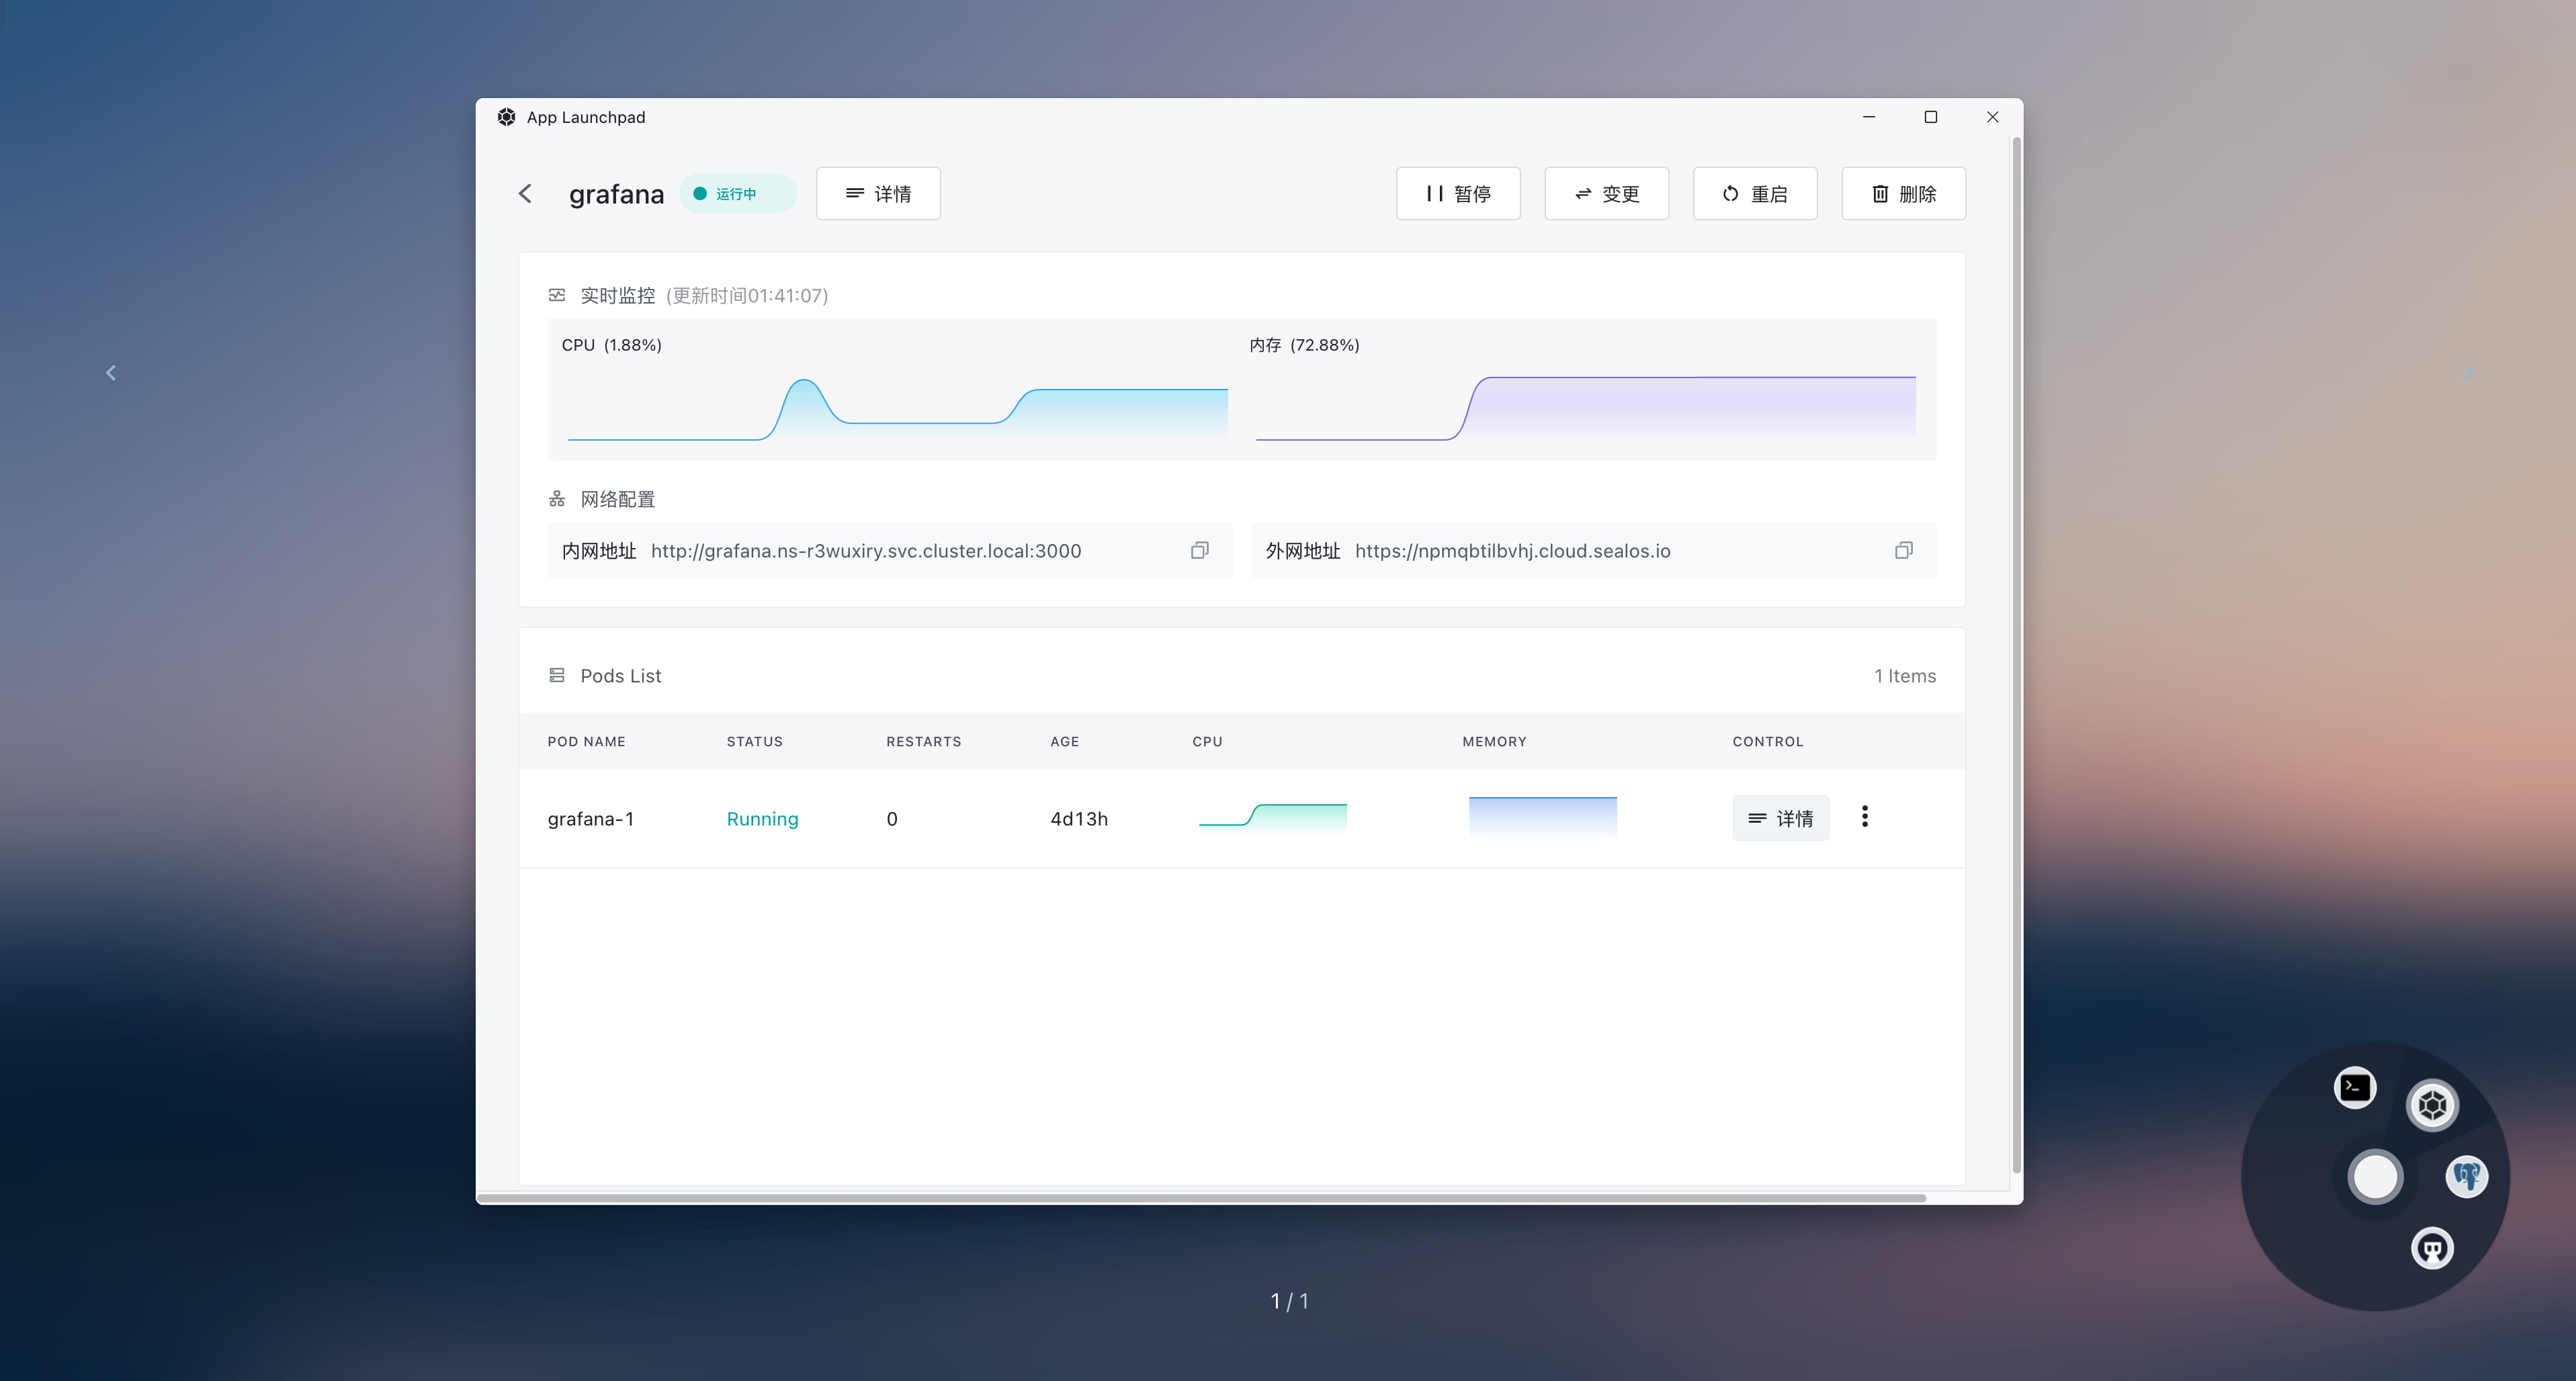 App Launchpad
grafana 运行中 详情 暂停 变更 重启 删除
实时监控 (更新时间01:41:07)
CPU (1.88%) 内存 (72.88%)
网络配置
内网地址 http://grafana.ns-r3wuxiry.svc.cluster.local:3000 外网地址 https://npmqbtilbvhj.cloud.sealos.io
Pods List 1 Items
POD NAME STATUS RESTARTS AGE CPU MEMORY CONTROL
grafana-1 Running 0 4d13h 详情
1 / 1